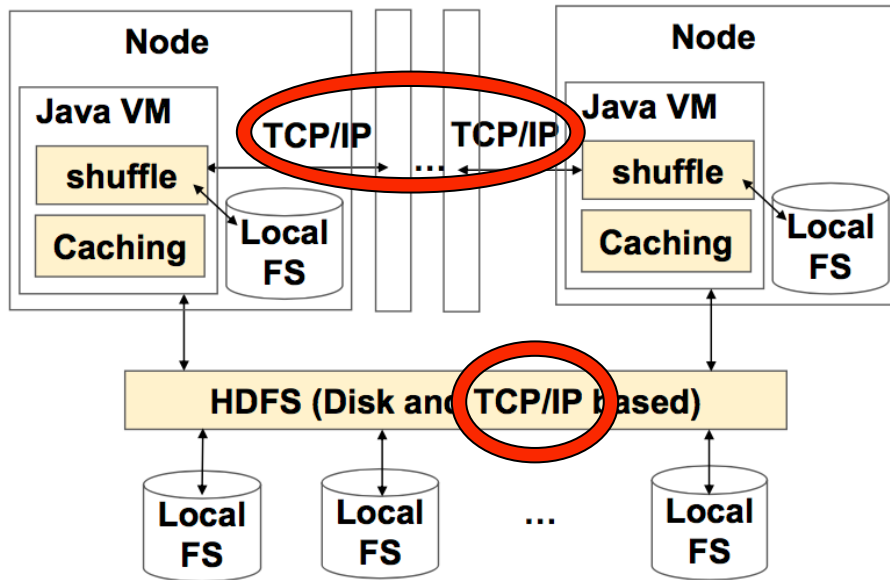 Node
Node
Java VM
Java VM
TCP/IP
TCP/IP
...
shuffle
shuffle
Caching
Caching
Local
FS
Local
FS
HDFS (Disk and TCP/IP based)
Local
FS
Local
FS
...
Local
FS